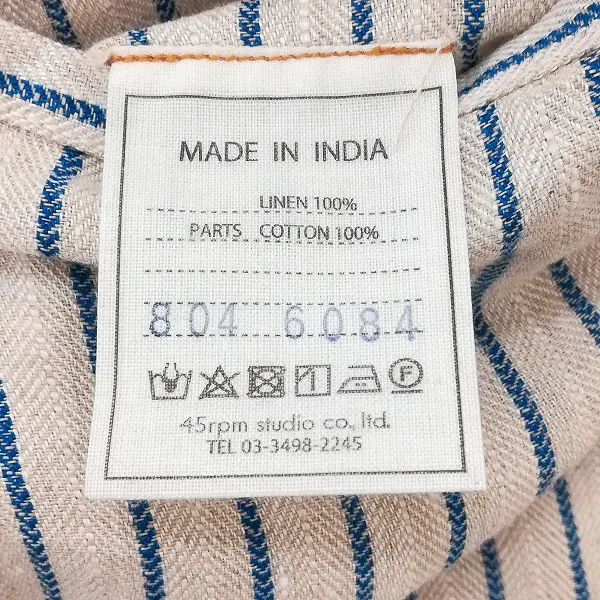 MADE IN INDIA
LINEN 100%
PARTS COTTON 100%
804 6084
F
45rpm studio co., ltd.
TEL 03-3498-2245